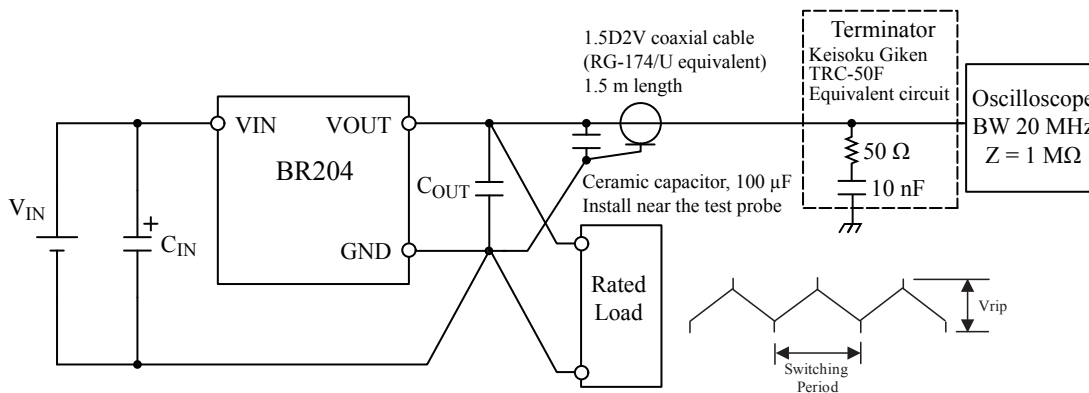 1.5D2V coaxial cable
(RG-174/U equivalent)
1.5 m length
Terminator
Keisoku Giken
TRC-50F
Equivalent circuit
Oscilloscope
BW 20 MHz
Z = 1 MΩ
VIN
VOUT
BR204
GND
50 Ω
10 nF
Ceramic capacitor, 100 µF
Install near the test probe
COUT
VIN
+
CIN
Rated
Load
Vrip
Switching
Period